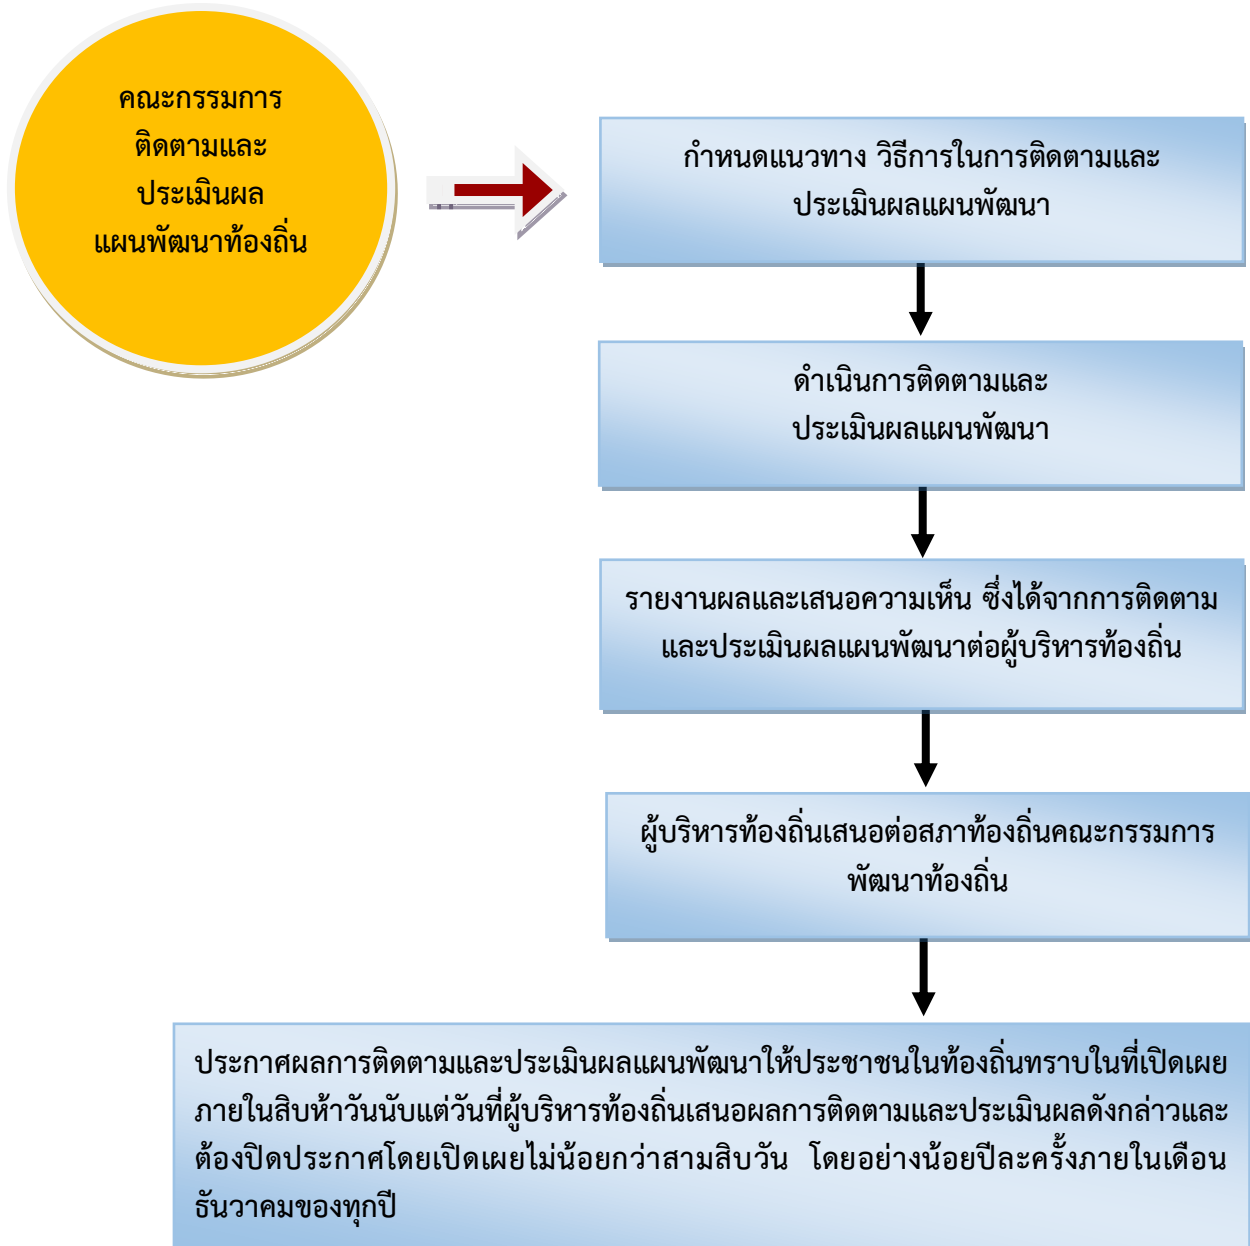 คณะกรรมการ
ติดตามและ
ประเมินผล
แผนพัฒนาท้องถิ่น
กำหนดแนวทาง วิธีการในการติดตามและ
ประเมินผลแผนพัฒนา
ดำเนินการติดตามและ
ประเมินผลแผนพัฒนา
รายงานผลและเสนอความเห็น ซึ่งได้จากการติดตาม
และประเมินผลแผนพัฒนาต่อผู้บริหารท้องถิ่น
ผู้บริหารท้องถิ่นเสนอต่อสภาท้องถิ่นคณะกรรมการ
พัฒนาท้องถิ่น
ประกาศผลการติดตามและประเมินผลแผนพัฒนาให้ประชาชนในท้องถิ่นทราบในที่เปิดเผย
ภายในสิบห้าวันนับแต่วันที่ผู้บริหารท้องถิ่นเสนอผลการติดตามและประเมินผลดังกล่าวและ
ต้องปิดประกาศโดยเปิดเผยไม่น้อยกว่าสามสิบวัน โดยอย่างน้อยปีละครั้งภายในเดือน
ธันวาคมของทุกปี